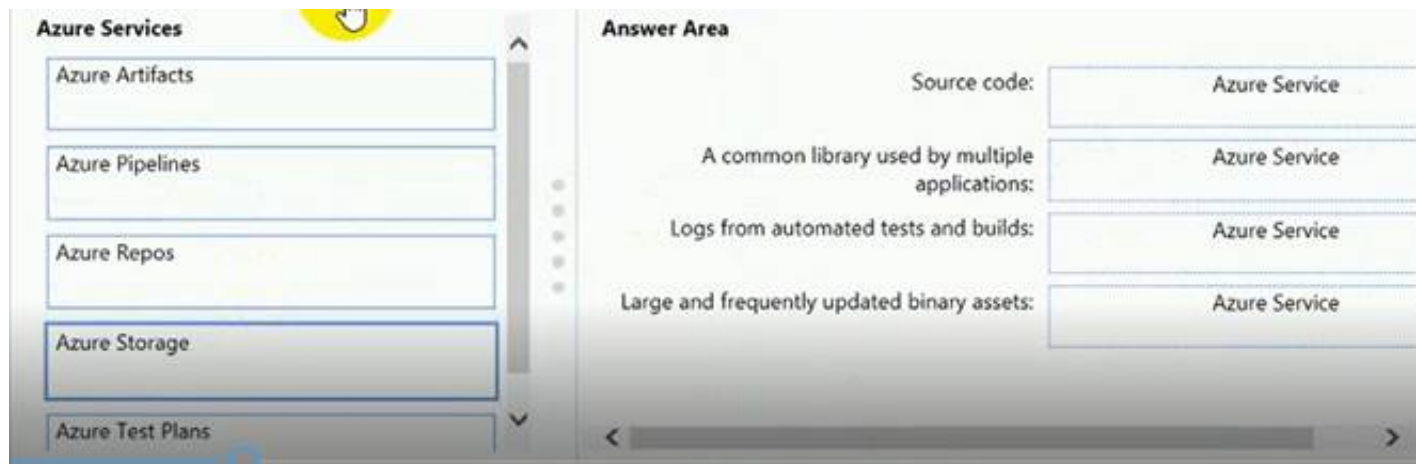 Azure Services
Azure Artifacts
Azure Pipelines
Azure Repos
Azure Storage
Azure Test Plans
Answer Area
Source code:
Azure Service
A common library used by multiple
applications:
Azure Service
Logs from automated tests and builds:
Azure Service
Large and frequently updated binary assets:
Azure Service